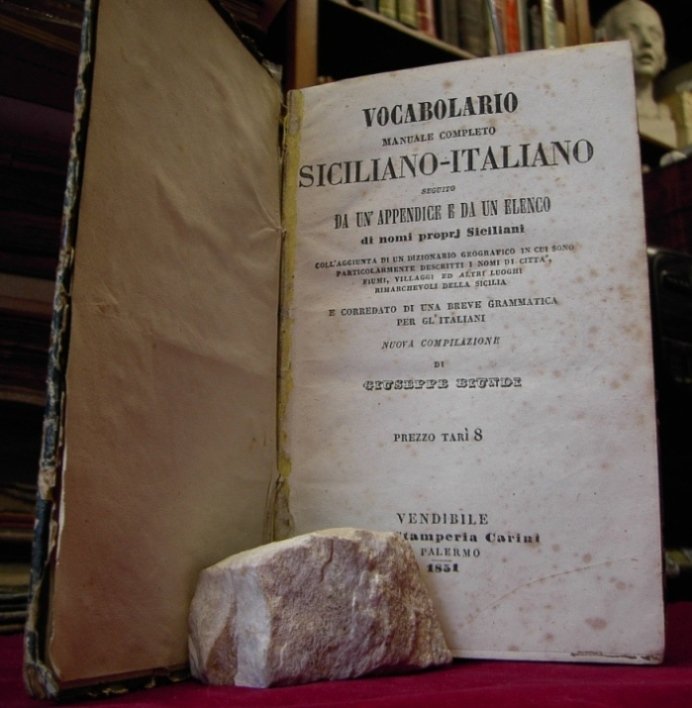 VOCABOLARIO
MANUALE COMPLETO
SICILIANO-ITALIANO
SEGUITO
DA UN' APPENDICE E DA UN ELENCO
di nomi proprj Siciliani
COLL'AGGIUNTA DI UN DIZIONARIO GEOGRAFICO IN CUI SONO
PARTICOLARMENTE DESCRITTI I NOMI DI CITTA',
FIUMI, VILLAGGI ED ALTRI LUOGHI
RIMARCHEVOLI DELLA SICILIA
E CORREDATO DI UNA BREVE GRAMMATICA
PER GL'ITALIANI
NUOVA COMPILAZIONE
DI
GIUSEPPE BIUNDI
PREZZO TARÌ 8
VENDIBILE
Stamperia Carini
PALERMO
1851